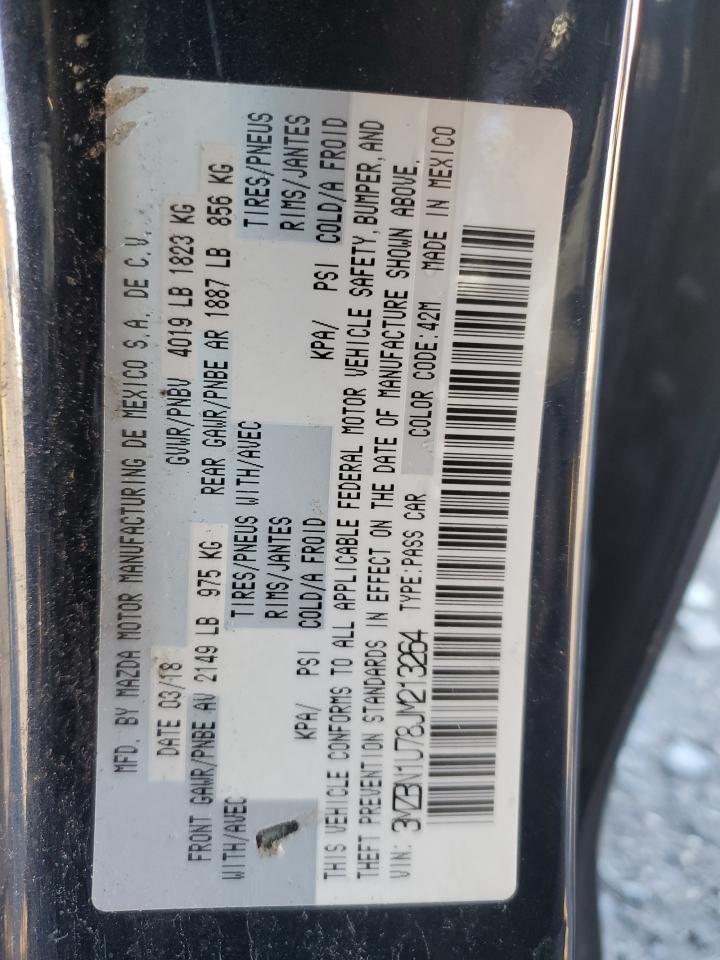 MFD. BY MAZDA MOTOR MANUFACTURING DE MEXICO S.A. DE C.V.
DATE 03/18 GVWR/PNBV 4019 LB 1823 KG
FRONT GAWR/PNBE AV 2149 LB 975 KG REAR GAWR/PNBE AR 1887 LB 856 KG
WITH/AVEC TIRES/PNEUS WITH/AVEC TIRES/PNEUS
RIMS/JANTES RIMS/JANTES
KPA/ PSI COLD/A FROID KPA/ PSI COLD/A FROID
THIS VEHICLE CONFORMS TO ALL APPLICABLE FEDERAL MOTOR VEHICLE SAFETY, BUMPER, AND
THEFT PREVENTION STANDARDS IN EFFECT ON THE DATE OF MANUFACTURE SHOWN ABOVE.
VIN: 3MZBN1U78JM213264 TYPE:PASS CAR COLOR CODE:42M MADE IN MEXICO